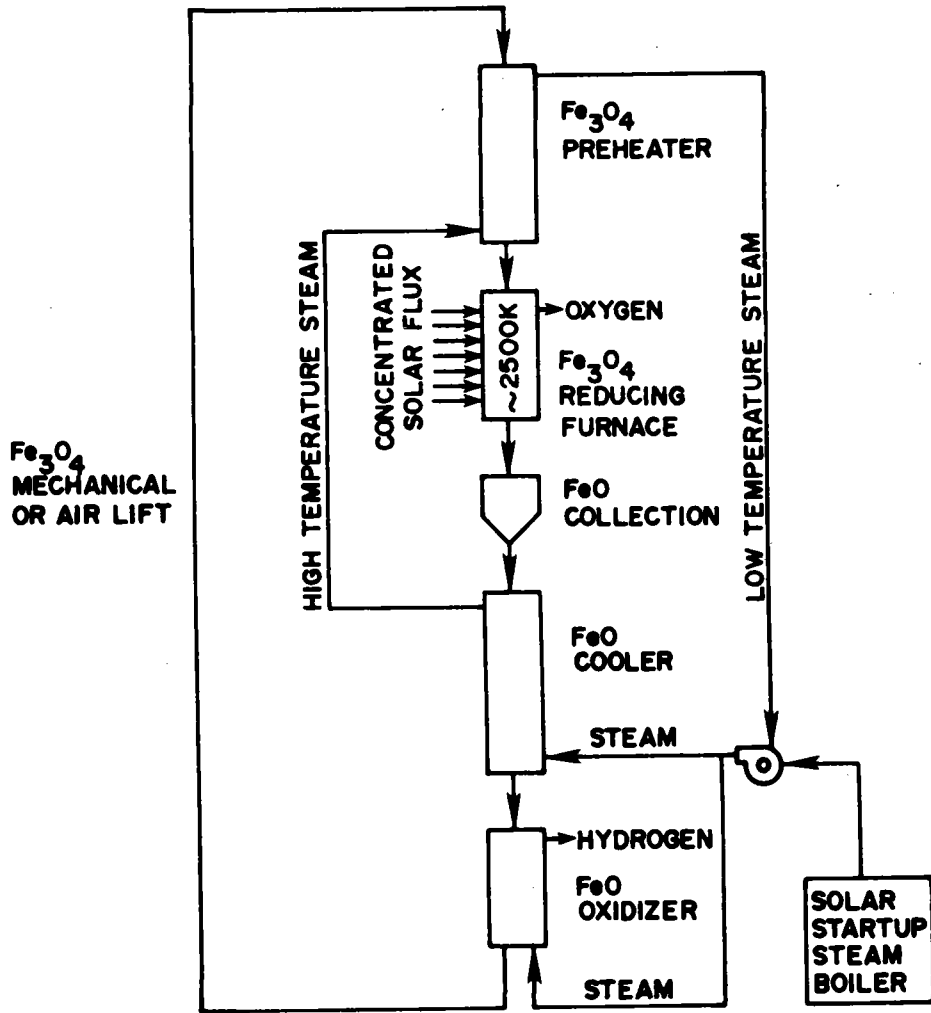 Fe3O4
PREHEATER
HIGH TEMPERATURE STEAM
CONCENTRATED
SOLAR FLUX
~2500K
OXYGEN
Fe3O4
REDUCING
FURNACE
LOW TEMPERATURE STEAM
Fe3O4
MECHANICAL
OR AIR LIFT
FeO
COLLECTION
FeO
COOLER
STEAM
HYDROGEN
FeO
OXIDIZER
STEAM
SOLAR
STARTUP
STEAM
BOILER